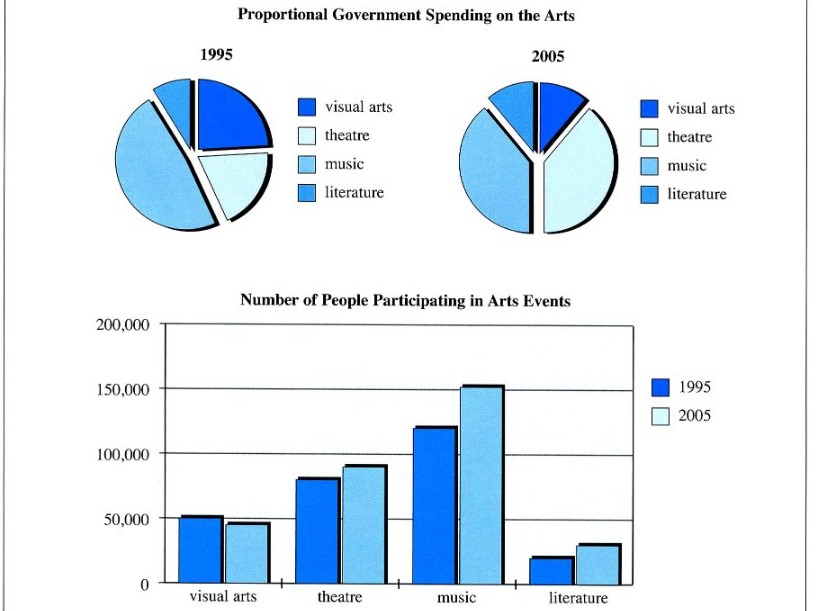 Proportional Government Spending on the Arts
1995
2005
visual arts
theatre
music
literature
visual arts
theatre
music
literature
Number of People Participating in Arts Events
200,000
150,000
100,000
50,000
0
1995
2005
visual arts
theatre
music
literature